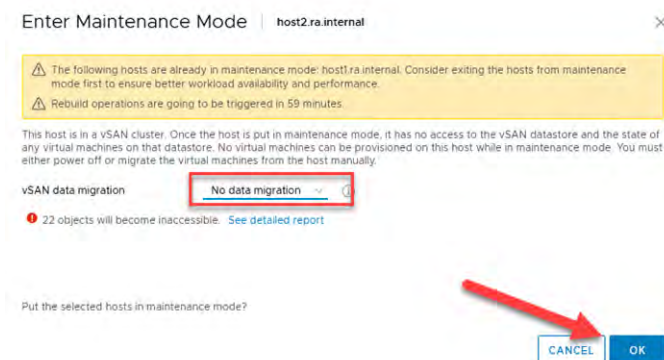 Enter Maintenance Mode | host2.ra.internal
The following hosts are already in maintenance mode: host1.ra.internal. Consider exiting the hosts from maintenance
mode first to ensure better workload availability and performance.
Rebuild operations are going to be triggered in 59 minutes.
This host is in a vSAN cluster. Once the host is put in maintenance mode, it has no access to the vSAN datastore and the state of
any virtual machines on that datastore. No virtual machines can be provisioned on this host while in maintenance mode. You must
either power off or migrate the virtual machines from the host manually.
vSAN data migration No data migration
22 objects will become inaccessible. See detailed report
Put the selected hosts in maintenance mode?
CANCEL OK